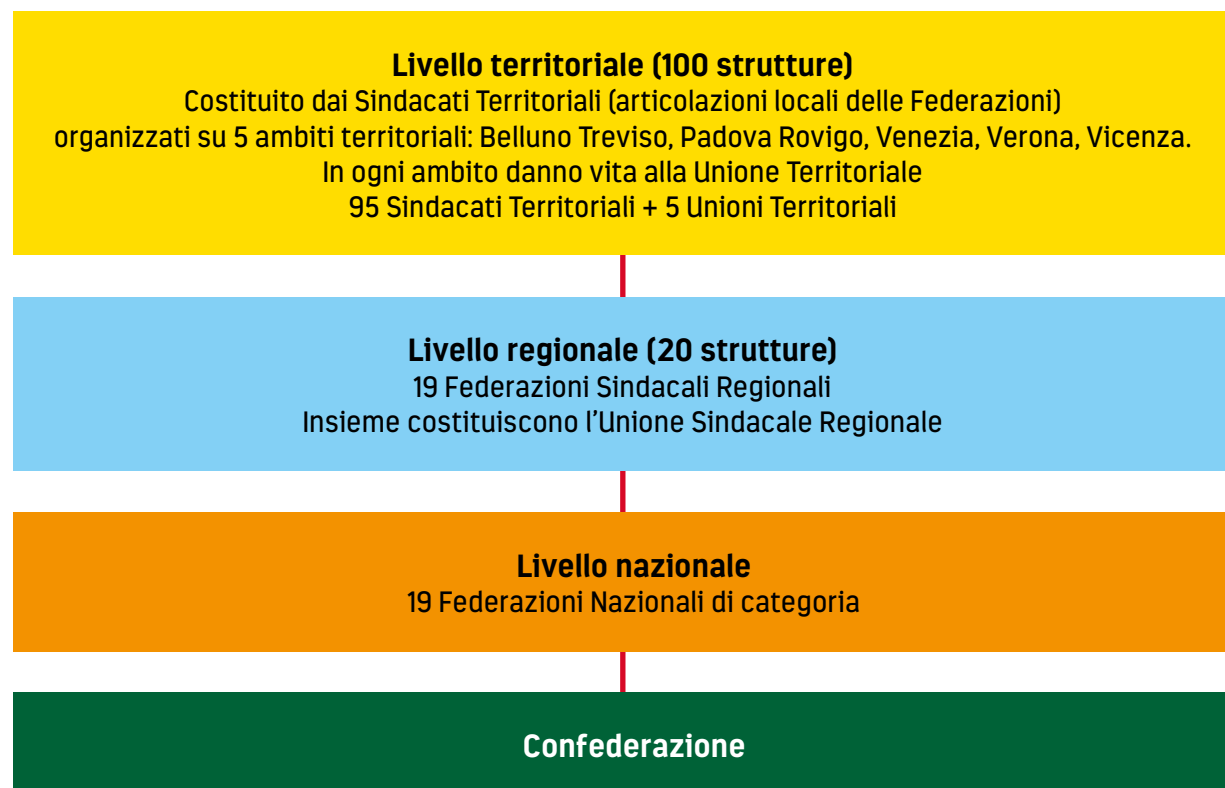 Livello territoriale (100 strutture)
Costituito dai Sindacati Territoriali (articolazioni locali delle Federazioni)
organizzati su 5 ambiti territoriali: Belluno Treviso, Padova Rovigo, Venezia, Verona, Vicenza.
In ogni ambito danno vita alla Unione Territoriale
95 Sindacati Territoriali + 5 Unioni Territoriali
Livello regionale (20 strutture)
19 Federazioni Sindacali Regionali
Insieme costituiscono l’Unione Sindacale Regionale
Livello nazionale
19 Federazioni Nazionali di categoria
Confederazione